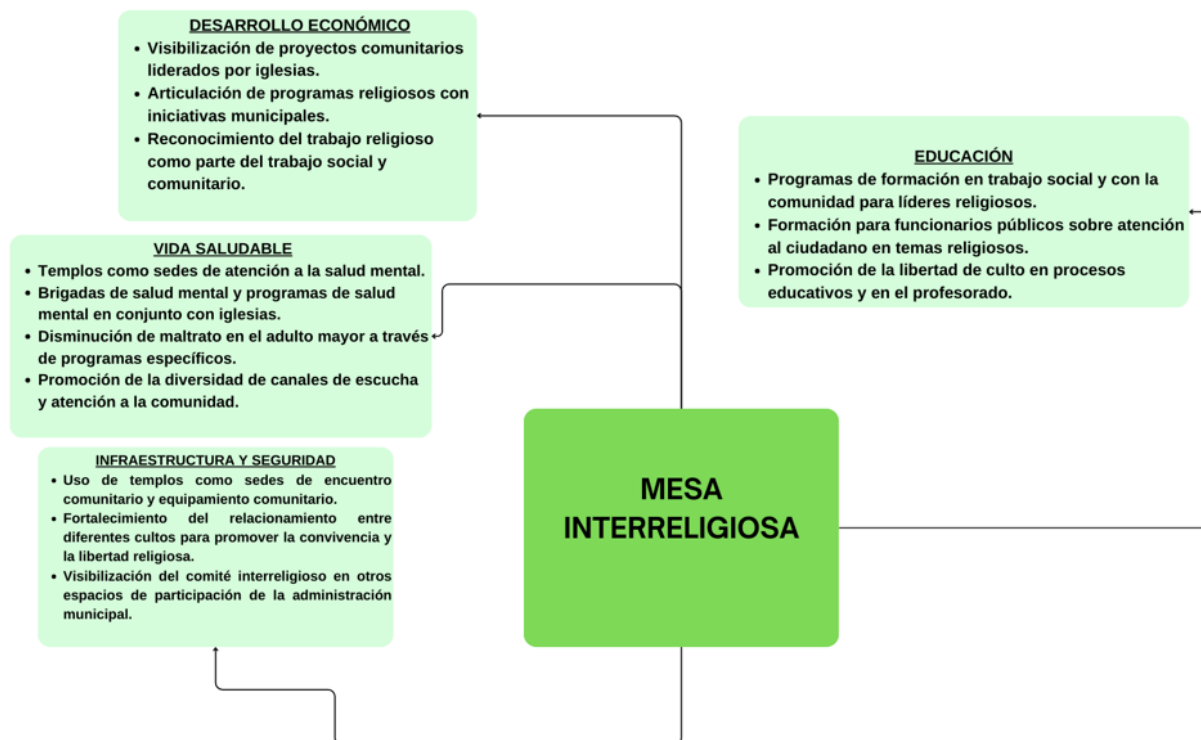 DESARROLLO ECONÓMICO
• Visibilización de proyectos comunitarios
liderados por iglesias.
• Articulación de programas religiosos con
iniciativas municipales.
• Reconocimiento del trabajo religioso
como parte del trabajo social y
comunitario.
EDUCACIÓN
• Programas de formación en trabajo social y con la
comunidad para líderes religiosos.
• Formación para funcionarios públicos sobre atención
al ciudadano en temas religiosos.
• Promoción de la libertad de culto en procesos
educativos y en el profesorado.
VIDA SALUDABLE
• Templos como sedes de atención a la salud mental.
• Brigadas de salud mental y programas de salud
mental en conjunto con iglesias.
• Disminución de maltrato en el adulto mayor a través
de programas específicos.
• Promoción de la diversidad de canales de escucha
y atención a la comunidad.
INFRAESTRUCTURA Y SEGURIDAD
• Uso de templos como sedes de encuentro
comunitario y equipamiento comunitario.
• Fortalecimiento del relacionamiento entre
diferentes cultos para promover la convivencia y
la libertad religiosa.
• Visibilización del comité interreligioso en otros
espacios de participación de la administración
municipal.
MESA
INTERRELIGIOSA